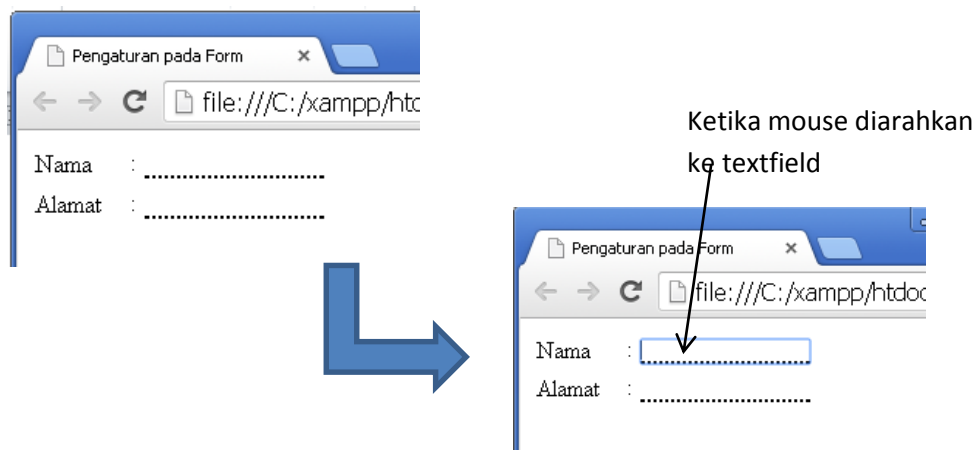 Pengaturan pada Form
file:///C:/xampp/htd
Nama :
Alamat :
Ketika mouse diarahkan
ke textfield
Pengaturan pada Form
file:///C:/xampp/htdoc
Nama :
Alamat :